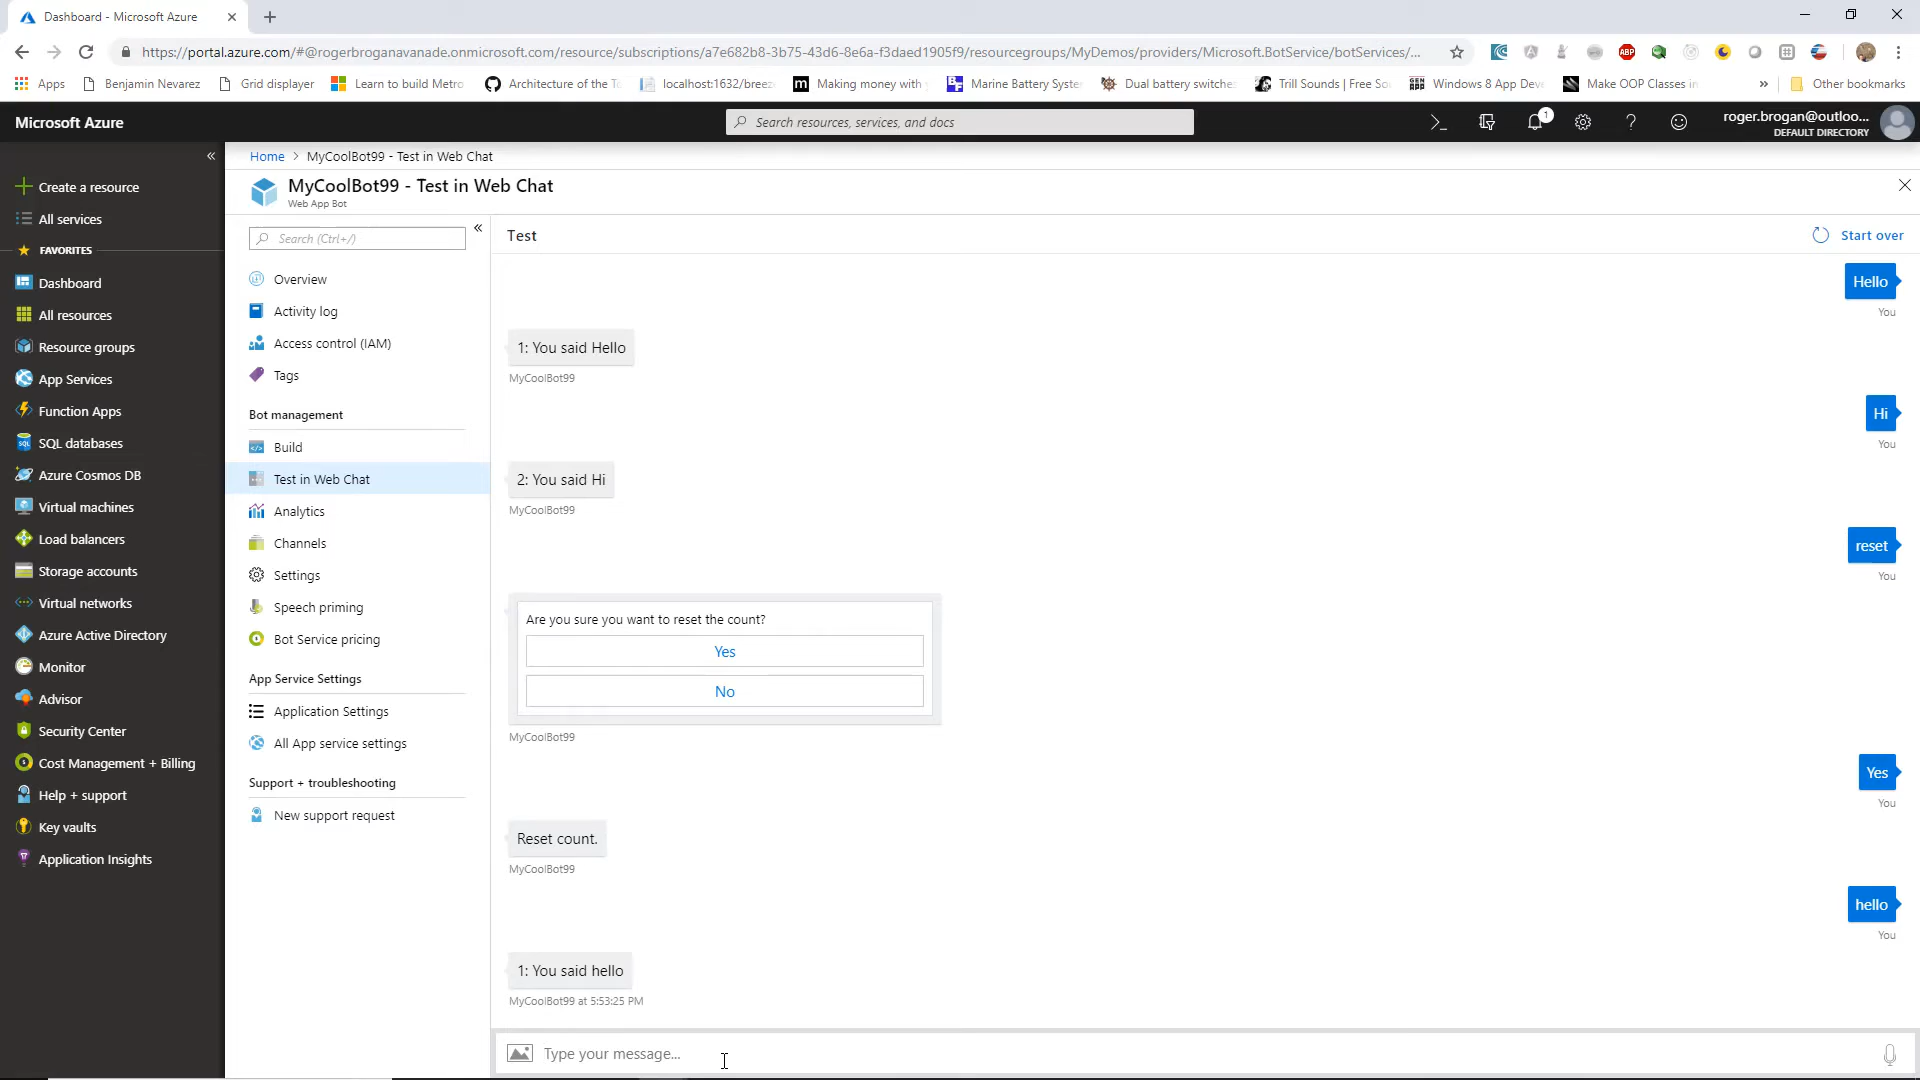 Dashboard - Microsoft Azure
https://portal.azure.com/#@rogerbroganavanade.onmicrosoft.com/resource/subscriptions/a7e682b8-3b75-43d6-8e6a-f3daed1905f9/resourcegroups/MyDemos/providers/Microsoft.BotService/botServices/...
ABP
Apps
Benjamin Nevarez
Grid displayer
Learn to build Metro
Architecture of the To
localhost:1632/breez
Making money with
Marine Battery Syste
Dual battery switche
Trill Sounds | Free So
Windows 8 App Dev
Make OOP Classes in
»
Other bookmarks
Microsoft Azure
Search resources, services, and docs
1
roger.brogan@outloo...
DEFAULT DIRECTORY
Create a resource
All services
FAVORITES
Dashboard
All resources
Resource groups
App Services
Function Apps
SQL databases
Azure Cosmos DB
Virtual machines
Load balancers
Storage accounts
Virtual networks
Azure Active Directory
Monitor
Advisor
Security Center
Cost Management + Billing
Help + support
Key vaults
Application Insights
Home > MyCoolBot99 - Test in Web Chat
MyCoolBot99 - Test in Web Chat
Web App Bot
Search (Ctrl+/)
Overview
Activity log
Access control (IAM)
Tags
Bot management
Build
Test in Web Chat
Analytics
Channels
Settings
Speech priming
Bot Service pricing
App Service Settings
Application Settings
All App service settings
Support + troubleshooting
New support request
Test
Start over
Hello
You
1: You said Hello
MyCoolBot99
Hi
You
2: You said Hi
MyCoolBot99
reset
You
Are you sure you want to reset the count?
Yes
No
MyCoolBot99
Yes
You
Reset count.
MyCoolBot99
hello
You
1: You said hello
MyCoolBot99 at 5:53:25 PM
Type your message...